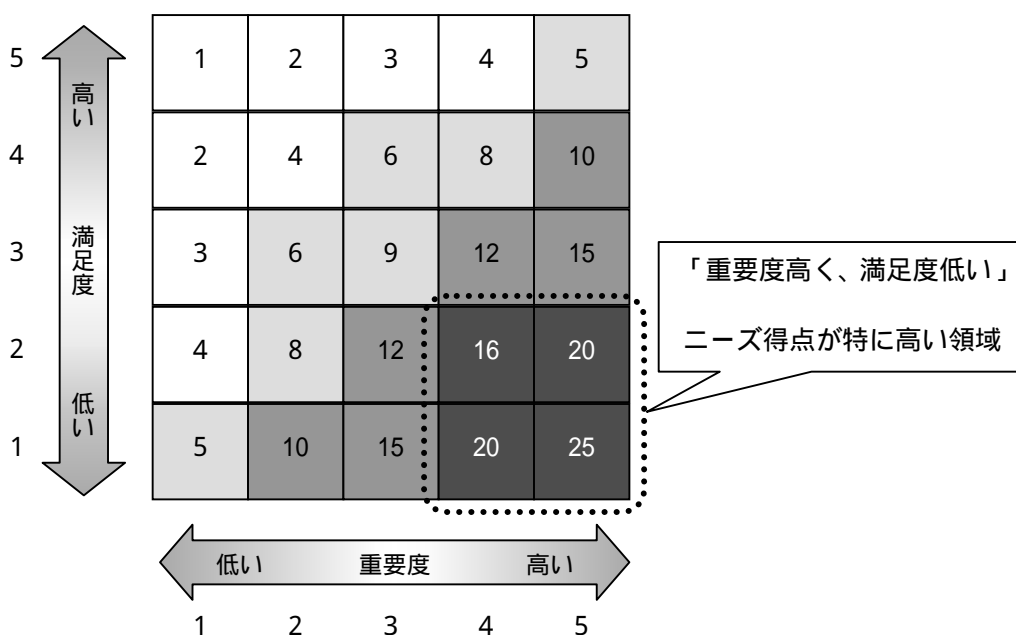 5 1 2 3 4 5
高い
4 2 4 6 8 10
満足度
3 3 6 9 12 15
「重要度高く、満足度低い」
ニーズ得点が特に高い領域
2 4 8 12 16 20
低い
1 5 10 15 20 25
低い 重要度 高い
1 2 3 4 5